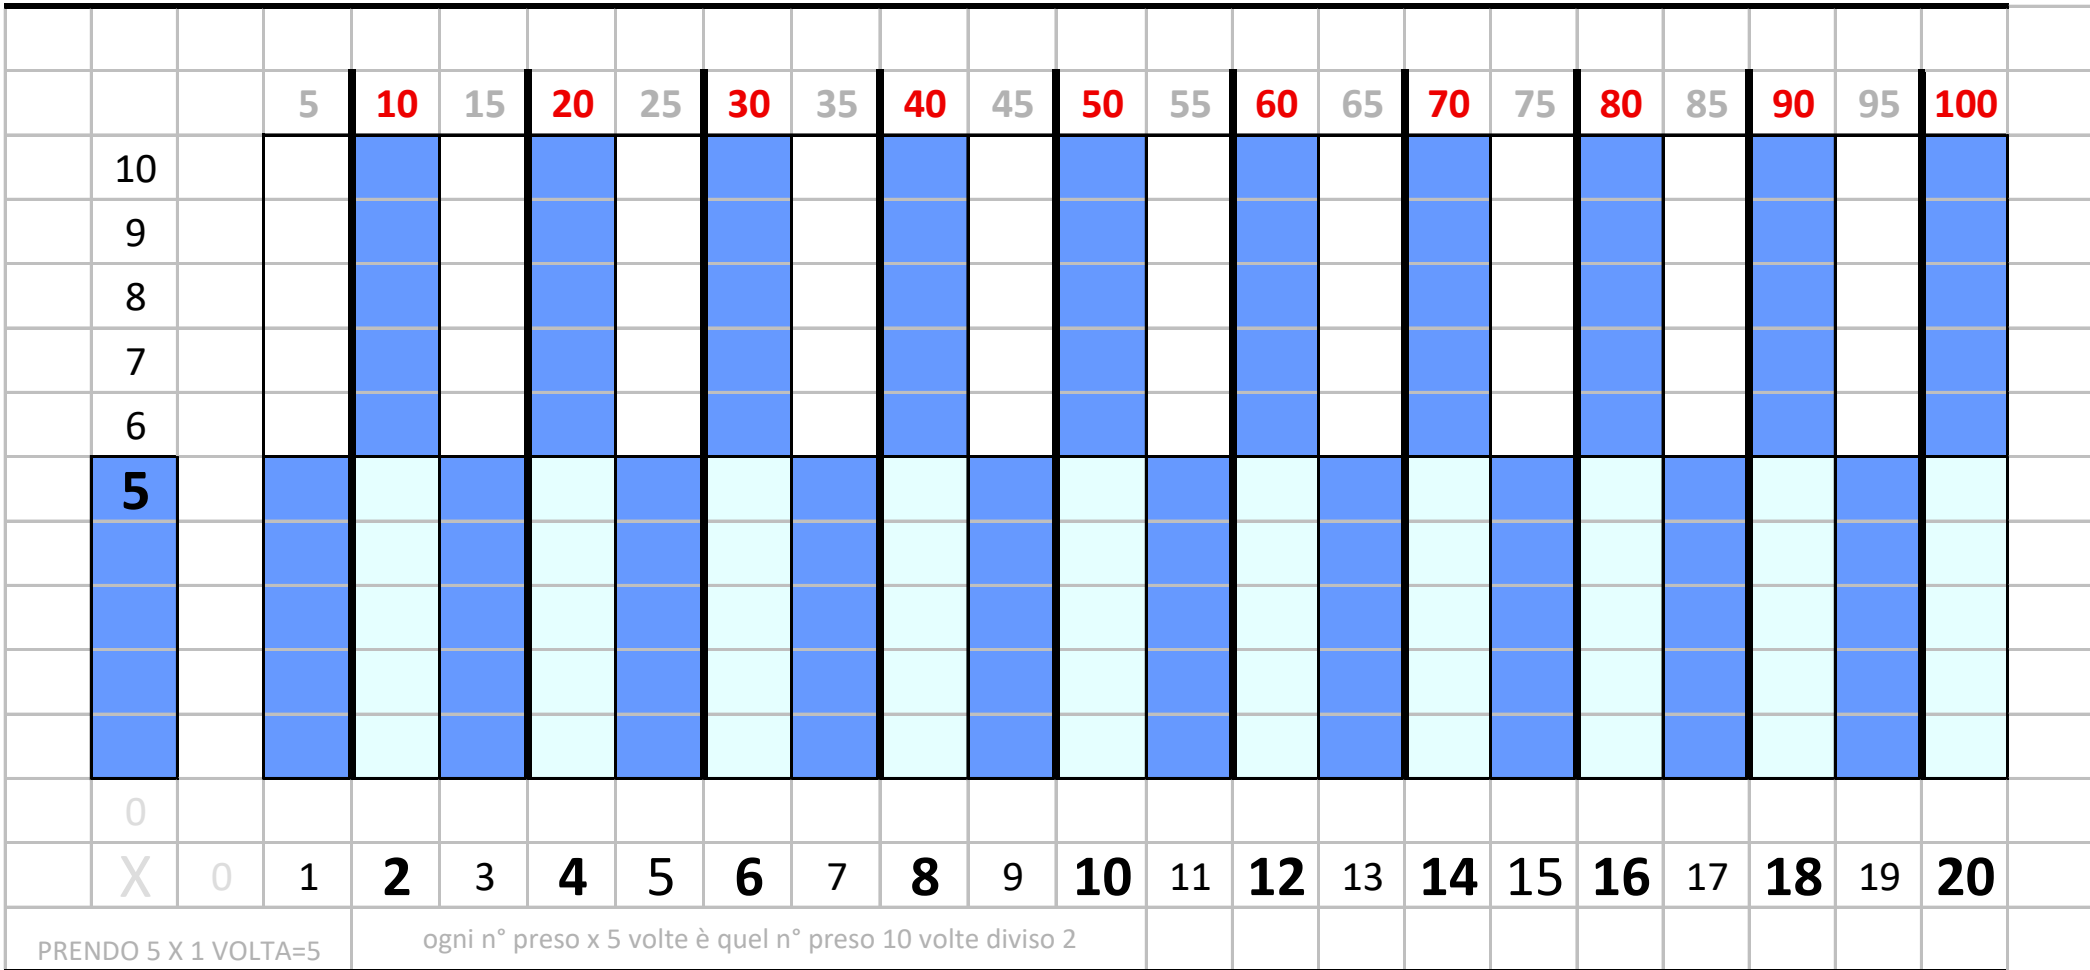 5 10 15 20 25 30 35 40 45 50 55 60 65 70 75 80 85 90 95 100
10
9
8
7
6
5
0
X 0 1 2 3 4 5 6 7 8 9 10 11 12 13 14 15 16 17 18 19 20
PRENDO 5 X 1 VOLTA=5
ogni n° preso x 5 volte è quel n° preso 10 volte diviso 2